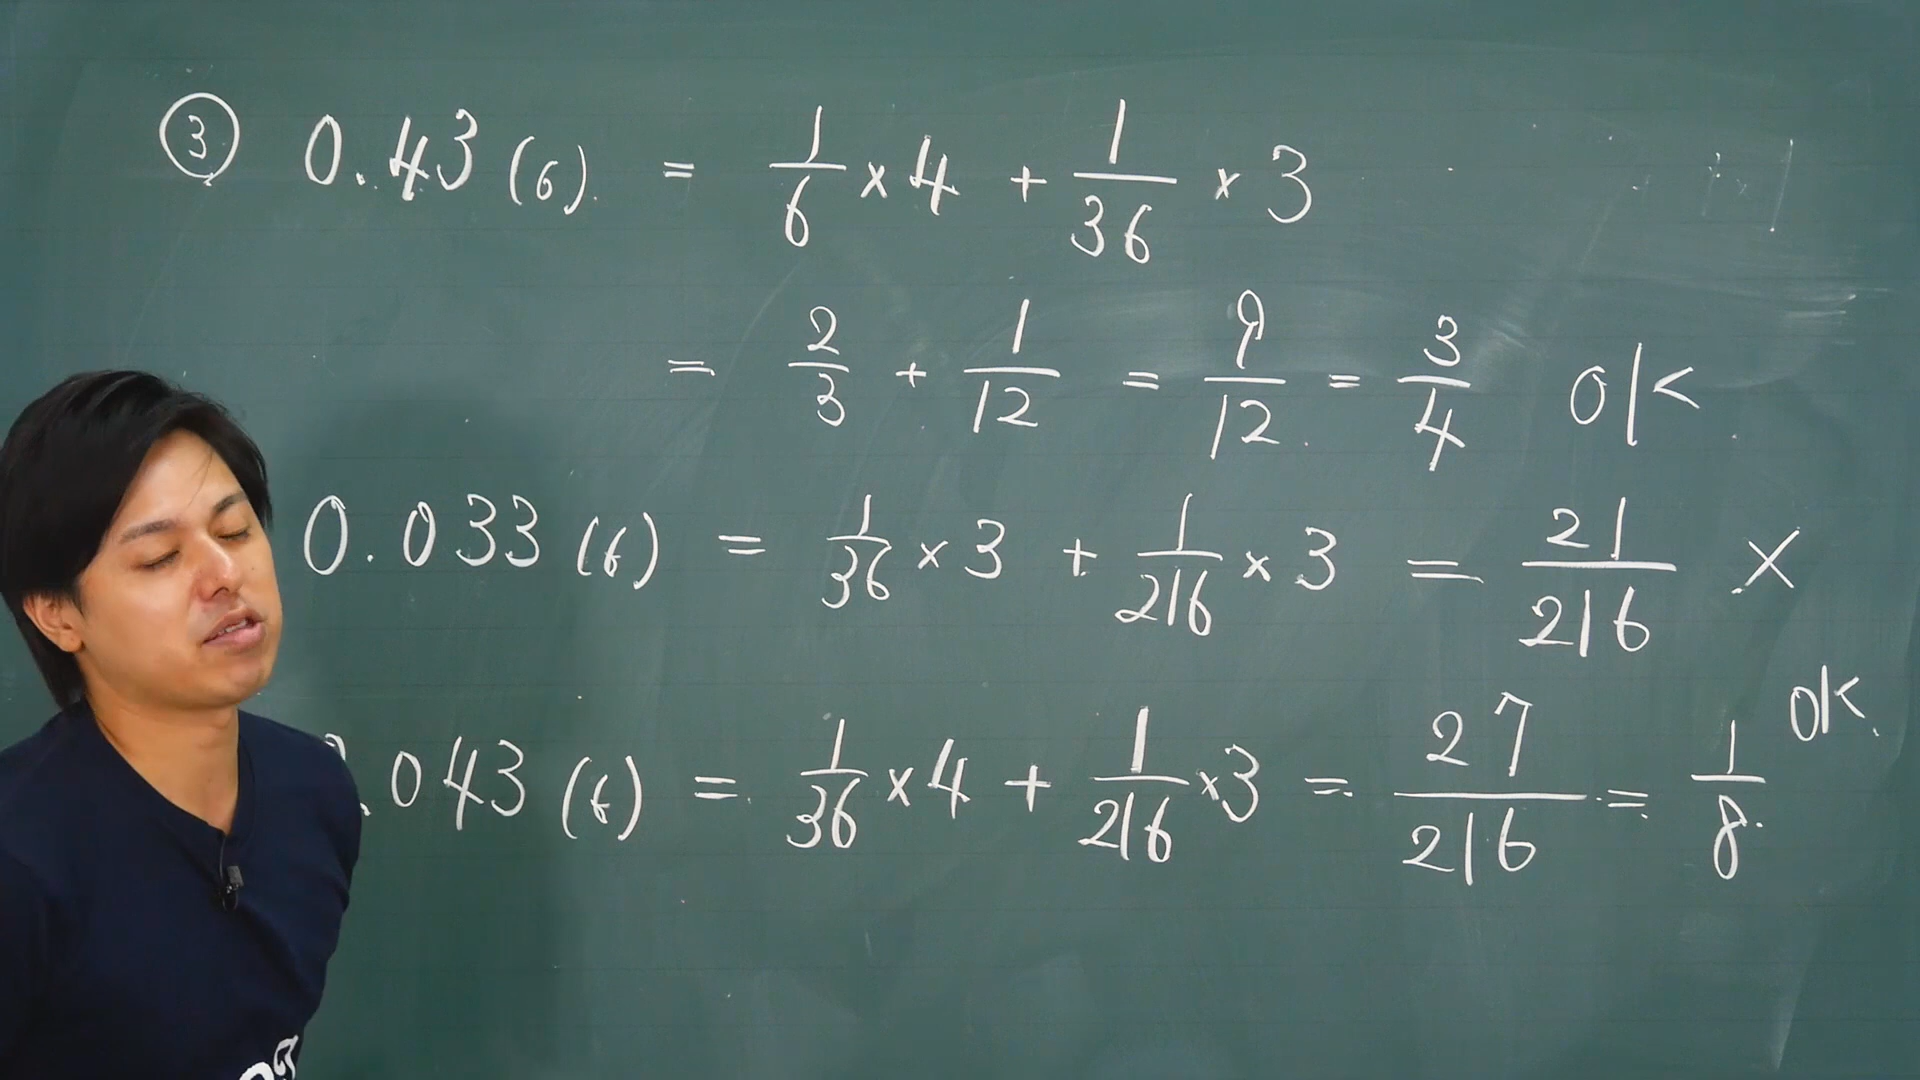 ③ 0.43(6) = 1/6 × 4 + 1/36 × 3
= 2/3 + 1/12 = 9/12 = 3/4 OK
0.033(6) = 1/36 × 3 + 1/216 × 3 = 21/216 ×
.043(6) = 1/36 × 4 + 1/216 × 3 = 27/216 = 1/8 OK